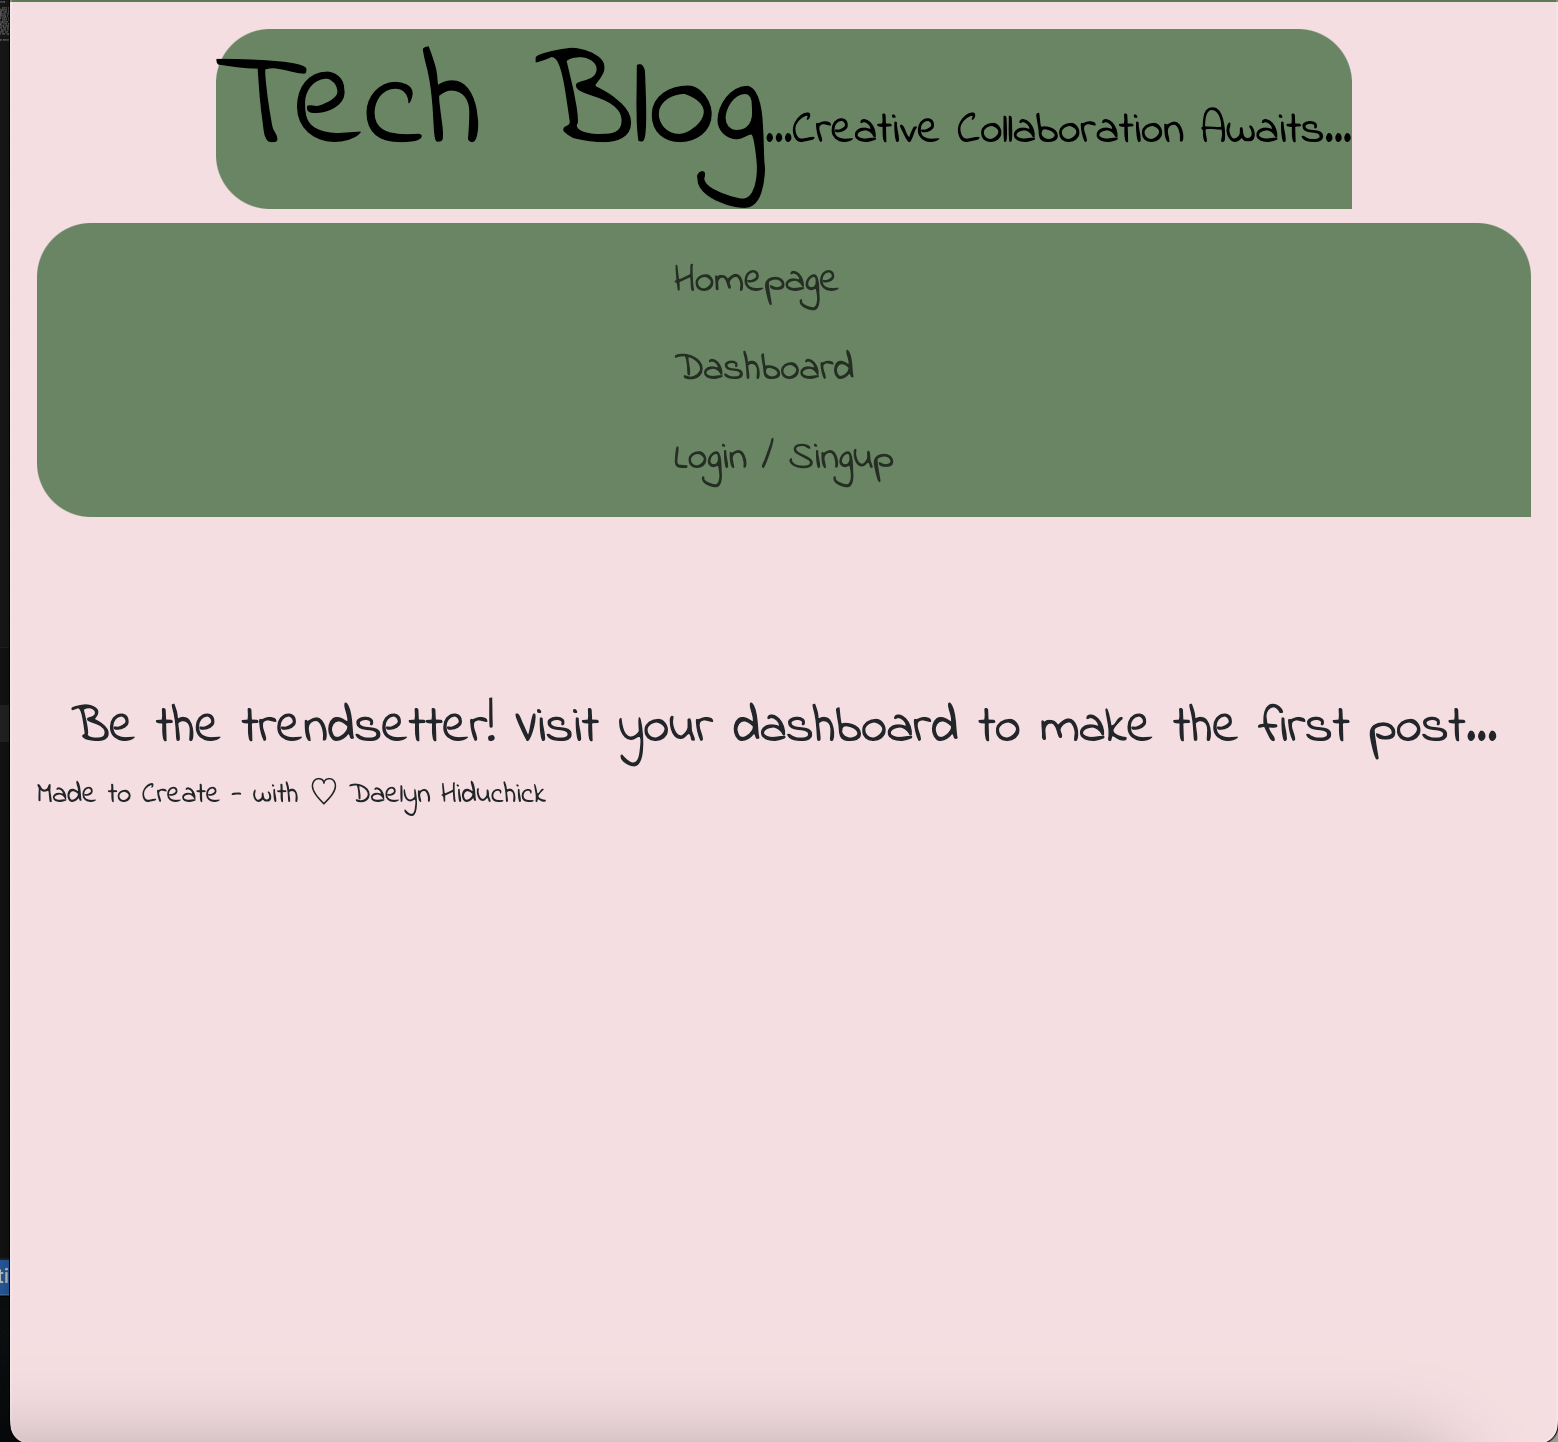 Tech Blog...Creative Collaboration Awaits...
Homepage
Dashboard
Login / Singup
Be the trendsetter! Visit your dashboard to make the first post...
Made to Create - with ♡ Daelyn Hiduchick
ti